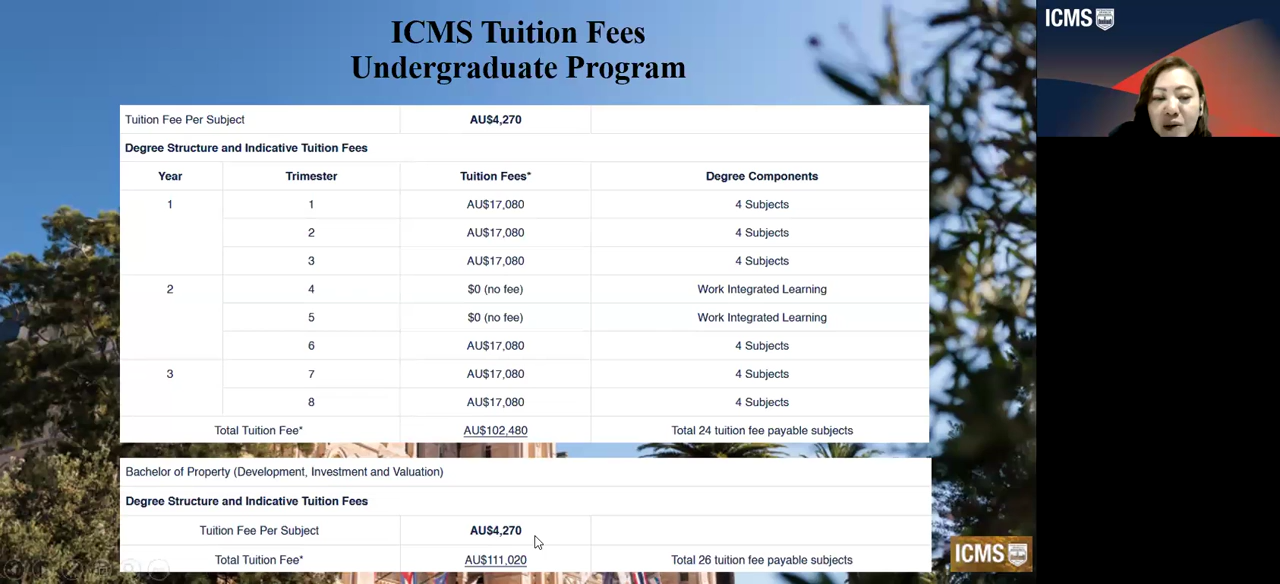 ICMS Tuition Fees
Undergraduate Program
ICMS
Tuition Fee Per Subject AU$4,270
Degree Structure and Indicative Tuition Fees
Year Trimester Tuition Fees* Degree Components
1 1 AU$17,080 4 Subjects
2 AU$17,080 4 Subjects
3 AU$17,080 4 Subjects
2 4 $0 (no fee) Work Integrated Learning
5 $0 (no fee) Work Integrated Learning
6 AU$17,080 4 Subjects
3 7 AU$17,080 4 Subjects
8 AU$17,080 4 Subjects
Total Tuition Fee* AU$102,480 Total 24 tuition fee payable subjects
Bachelor of Property (Development, Investment and Valuation)
Degree Structure and Indicative Tuition Fees
Tuition Fee Per Subject AU$4,270
Total Tuition Fee* AU$111,020 Total 26 tuition fee payable subjects
ICMS